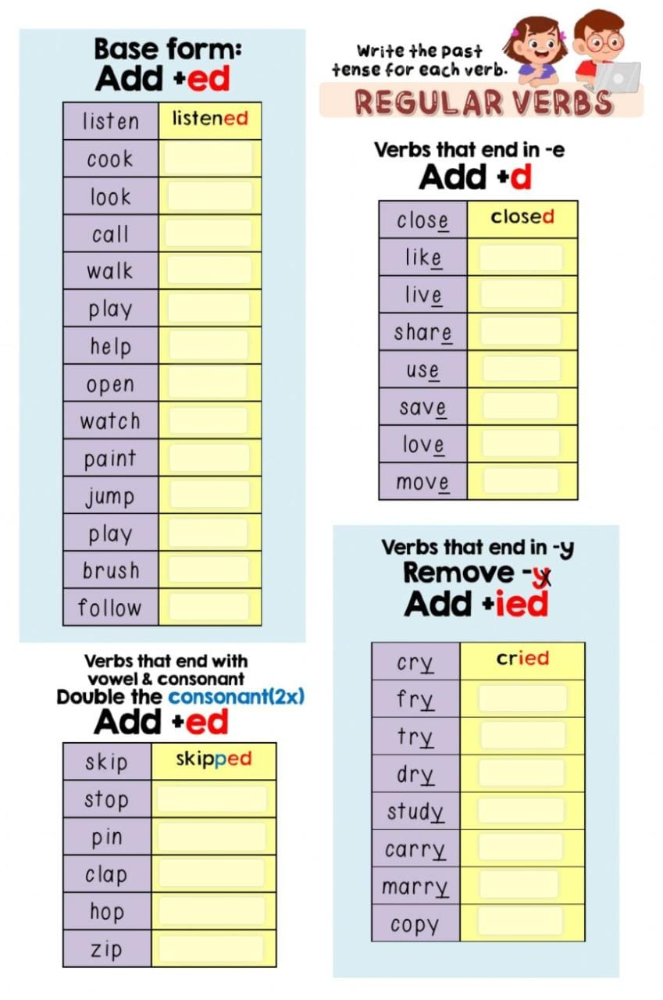 Base form:
Add +ed
listen listened
cook
look
call
walk
play
help
open
watch
paint
jump
play
brush
follow
Verbs that end with
vowel & consonant
Double the consonant(2x)
Add +ed
skip skipped
stop
pin
clap
hop
zip
Write the past
tense for each verb.
REGULAR VERBS
Verbs that end in -e
Add +d
close closed
like
live
share
use
save
love
move
Verbs that end in -y
Remove -y
Add +ied
cry cried
fry
try
dry
study
carry
marry
copy